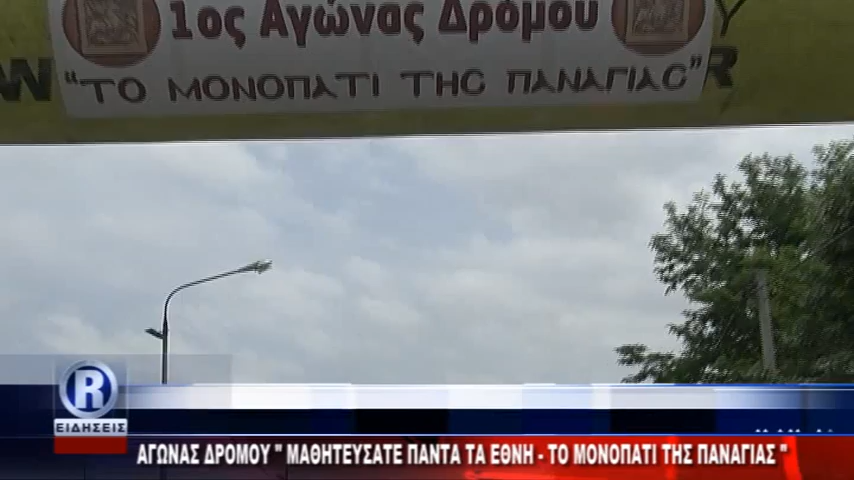 1ος Αγώνας Δρόμου
"ΤΟ ΜΟΝΟΠΑΤΙ ΤΗΣ ΠΑΝΑΓΙΑΣ"
R
ΕΙΔΗΣΕΙΣ
ΑΓΩΝΑΣ ΔΡΟΜΟΥ " ΜΑΘΗΤΕΥΣΑΤΕ ΠΑΝΤΑ ΤΑ ΕΘΝΗ - ΤΟ ΜΟΝΟΠΑΤΙ ΤΗΣ ΠΑΝΑΓΙΑΣ "